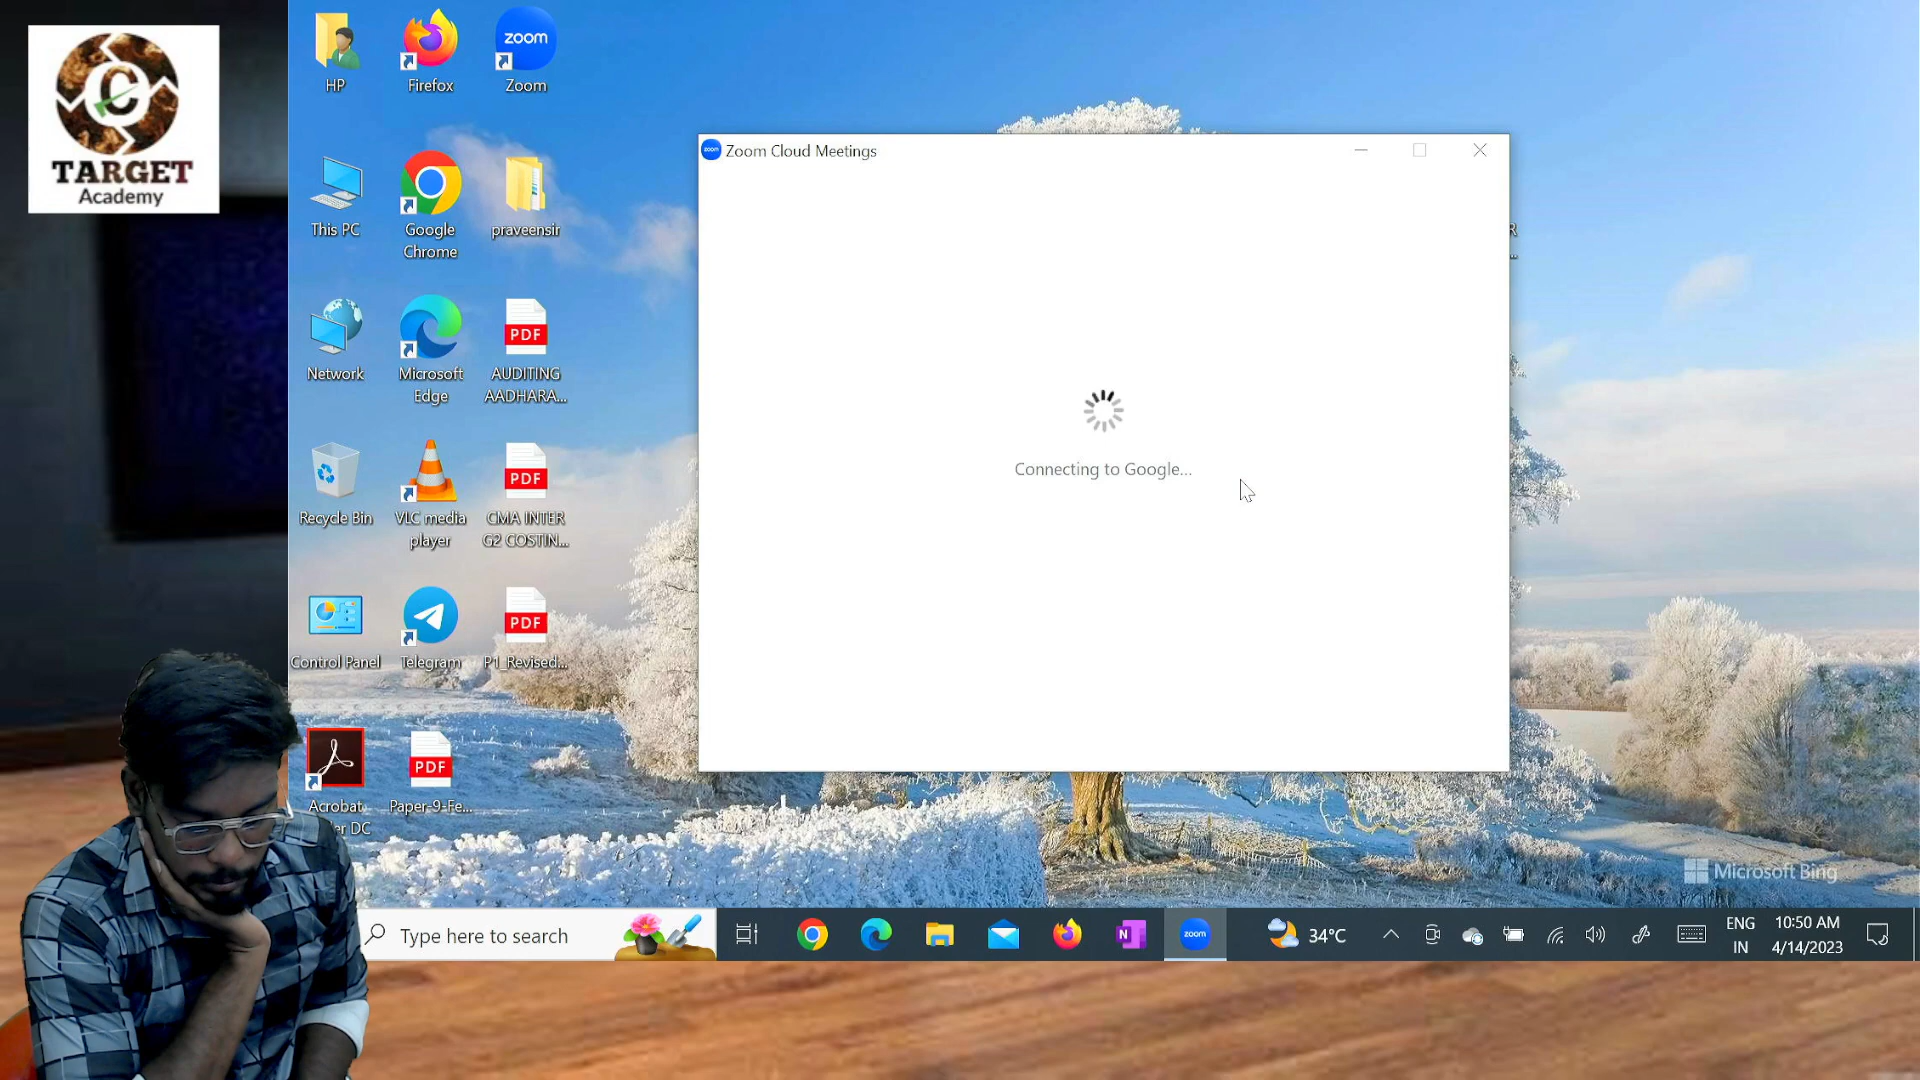 C
TARGET
Academy
HP
Firefox
zoom
Zoom
This PC
Google
Chrome
praveensir
Network
Microsoft
Edge
PDF
AUDITING
AADHARA...
Recycle Bin
VLC media
player
PDF
CMA INTER
G2 COSTIN...
Control Panel
Telegram
PDF
P1_Revised...
Acrobat
er DC
PDF
Paper-9-Fe...
zoom
Zoom Cloud Meetings
Connecting to Google...
R
...
Microsoft Bing
Type here to search
N
zoom
34°C
ENG
IN
10:50 AM
4/14/2023